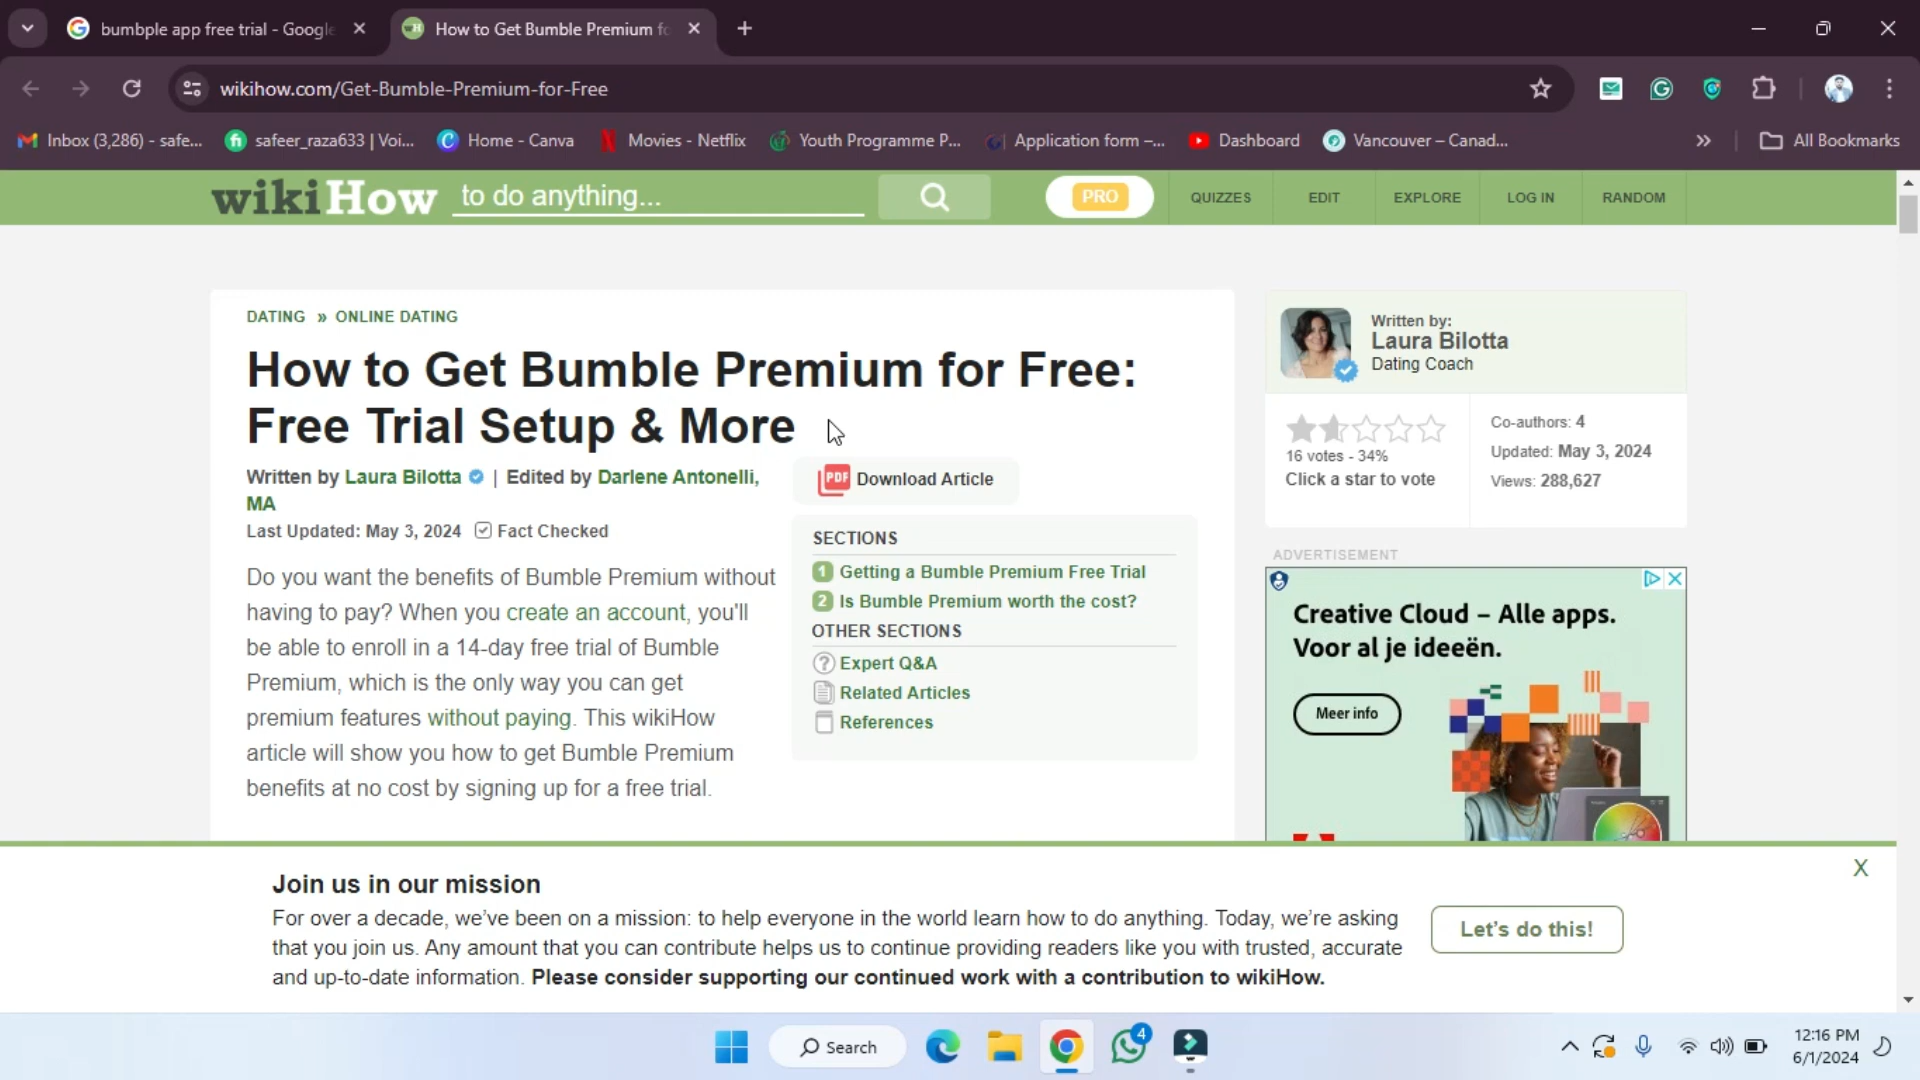 bumbple app free trial - Google
How to Get Bumble Premium fo
wikihow.com/Get-Bumble-Premium-for-Free
Inbox (3,286) - safe...
safeer_raza633 | Voi...
Home - Canva
Movies - Netflix
Youth Programme P...
Application form –...
Dashboard
Vancouver – Canad...
»
All Bookmarks
wikiHow to do anything...
PRO
QUIZZES
EDIT
EXPLORE
LOG IN
RANDOM
DATING » ONLINE DATING
How to Get Bumble Premium for Free:
Free Trial Setup & More
Written by Laura Bilotta | Edited by Darlene Antonelli,
MA
Last Updated: May 3, 2024 Fact Checked
Do you want the benefits of Bumble Premium without
having to pay? When you create an account, you'll
be able to enroll in a 14-day free trial of Bumble
Premium, which is the only way you can get
premium features without paying. This wikiHow
article will show you how to get Bumble Premium
benefits at no cost by signing up for a free trial.
PDF Download Article
SECTIONS
1 Getting a Bumble Premium Free Trial
2 Is Bumble Premium worth the cost?
OTHER SECTIONS
? Expert Q&A
Related Articles
References
Written by:
Laura Bilotta
Dating Coach
16 votes - 34%
Click a star to vote
Co-authors: 4
Updated: May 3, 2024
Views: 288,627
ADVERTISEMENT
Creative Cloud – Alle apps.
Voor al je ideeën.
Meer info
Join us in our mission
X
For over a decade, we've been on a mission: to help everyone in the world learn how to do anything. Today, we're asking
that you join us. Any amount that you can contribute helps us to continue providing readers like you with trusted, accurate
and up-to-date information. Please consider supporting our continued work with a contribution to wikiHow.
Let's do this!
Search
4
12:16 PM
6/1/2024